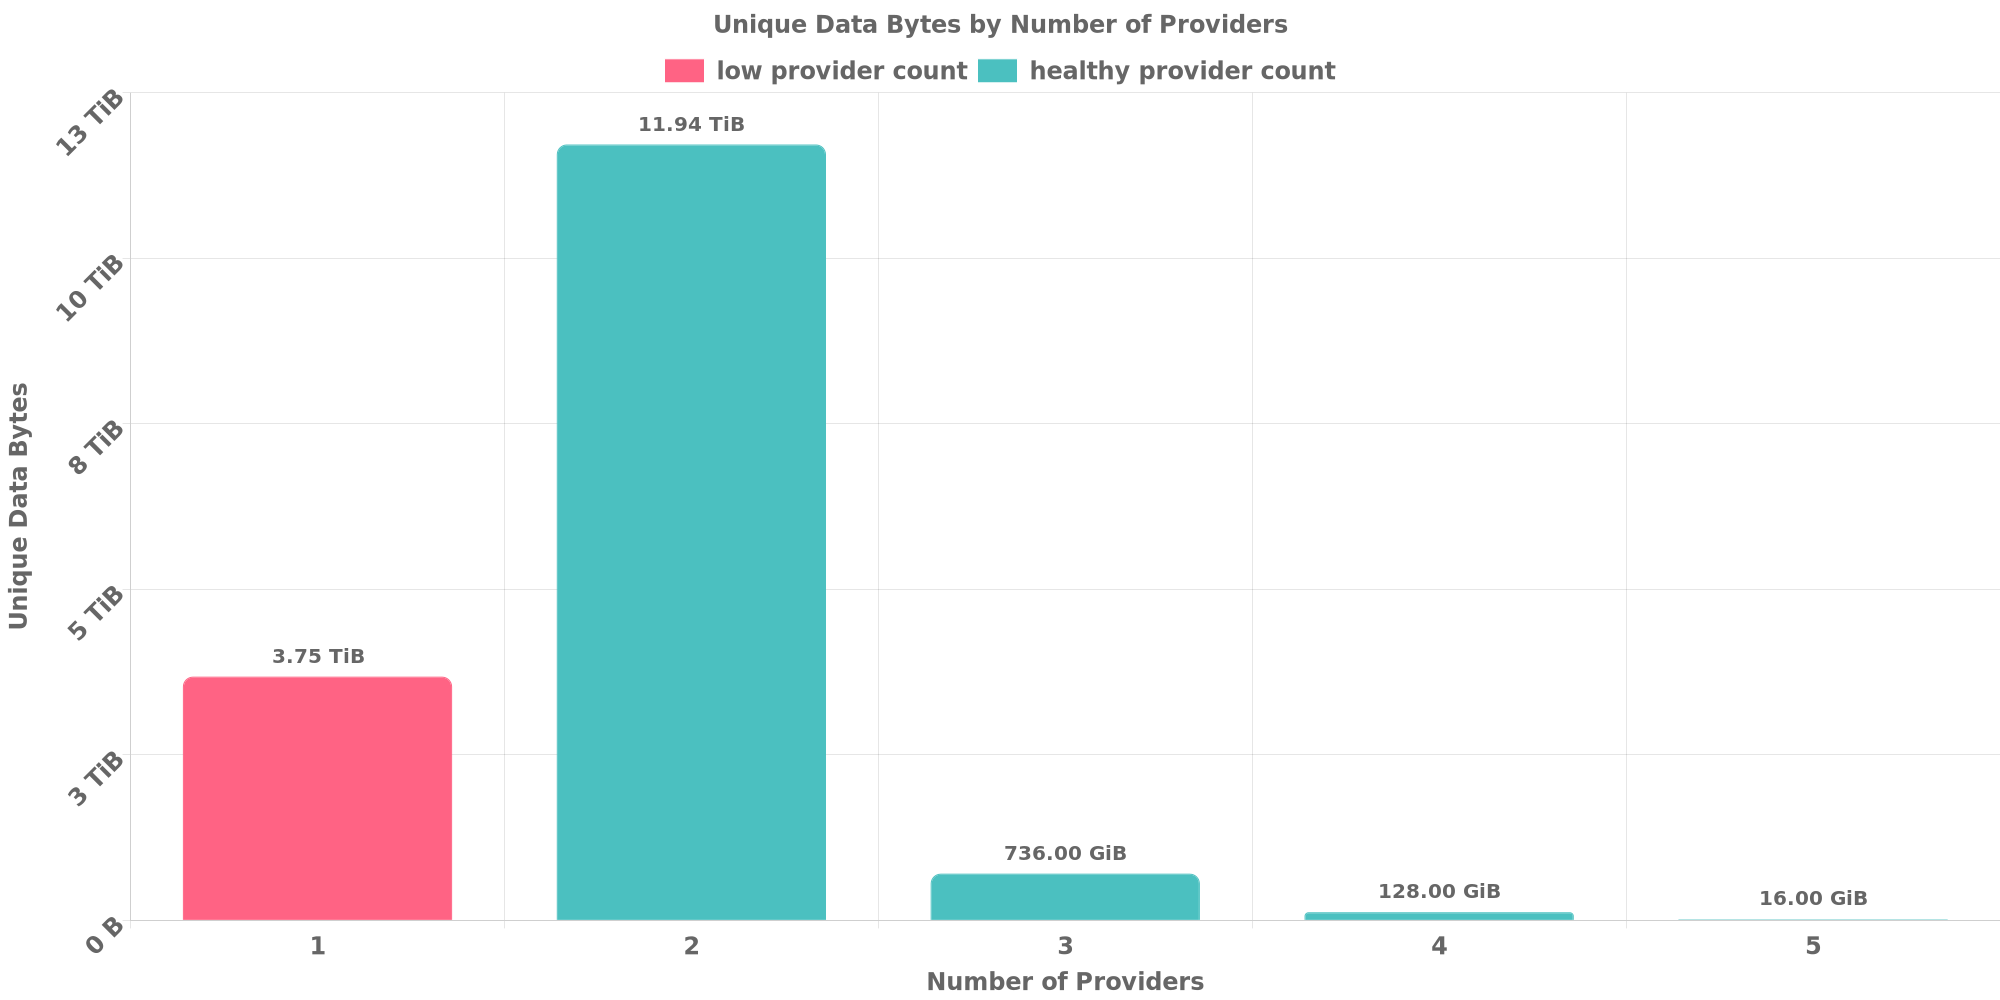 Unique Data Bytes by Number of Providers
low provider count
healthy provider count
13 TiB
10 TiB
8 TiB
5 TiB
3 TiB
0 B
Unique Data Bytes
3.75 TiB
11.94 TiB
736.00 GiB
128.00 GiB
16.00 GiB
1
2
3
4
5
Number of Providers